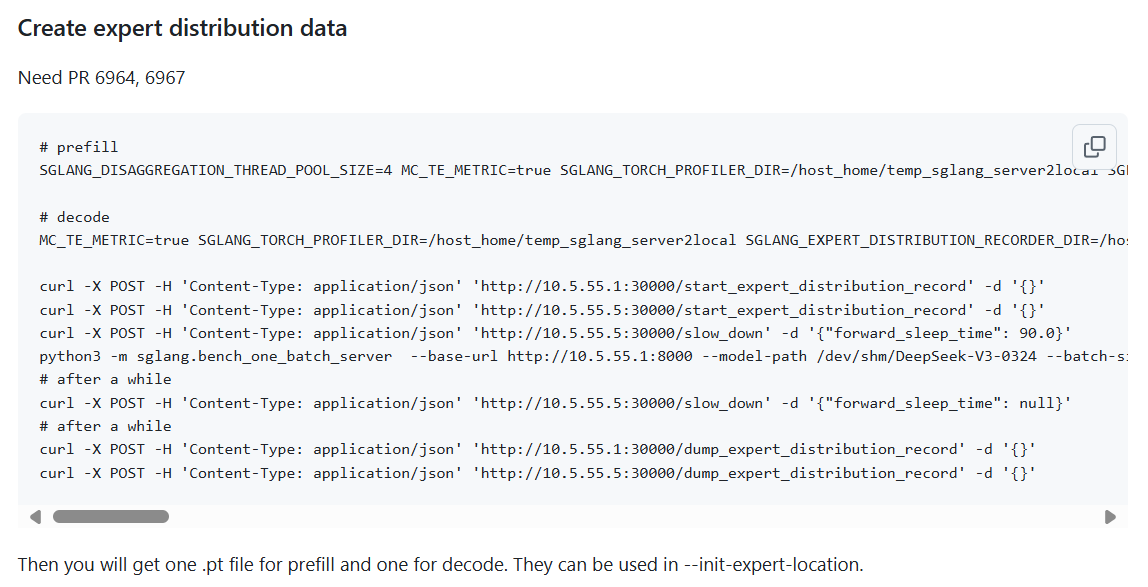 Create expert distribution data
Need PR 6964, 6967
# prefill
SGLANG_DISAGGREGATION_THREAD_POOL_SIZE=4 MC_TE_METRIC=true SGLANG_TORCH_PROFILER_DIR=/host_home/temp_sglang_server2local
# decode
MC_TE_METRIC=true SGLANG_TORCH_PROFILER_DIR=/host_home/temp_sglang_server2local SGLANG_EXPERT_DISTRIBUTION_RECORDER_DIR=/hos
curl -X POST -H 'Content-Type: application/json' 'http://10.5.55.1:30000/start_expert_distribution_record' -d '{}'
curl -X POST -H 'Content-Type: application/json' 'http://10.5.55.5:30000/start_expert_distribution_record' -d '{}'
curl -X POST -H 'Content-Type: application/json' 'http://10.5.55.5:30000/slow_down' -d '{"forward_sleep_time": 90.0}'
python3 -m sglang.bench_one_batch_server  --base-url http://10.5.55.1:8000 --model-path /dev/shm/DeepSeek-V3-0324 --batch-si
# after a while
curl -X POST -H 'Content-Type: application/json' 'http://10.5.55.5:30000/slow_down' -d '{"forward_sleep_time": null}'
# after a while
curl -X POST -H 'Content-Type: application/json' 'http://10.5.55.1:30000/dump_expert_distribution_record' -d '{}'
curl -X POST -H 'Content-Type: application/json' 'http://10.5.55.5:30000/dump_expert_distribution_record' -d '{}'
Then you will get one .pt file for prefill and one for decode. They can be used in --init-expert-location.